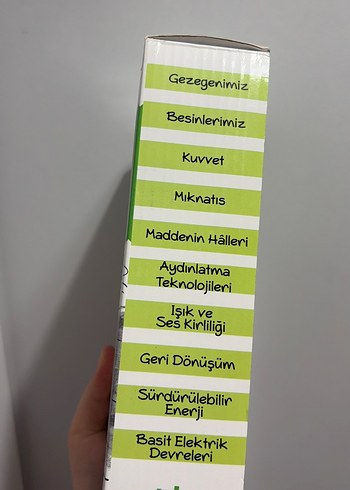 Gezegenimiz
Besinlerimiz
Kuvvet
Mıknatıs
Maddenin Hâlleri
Aydınlatma
Teknolojileri
Işık ve
Ses Kirliliği
Geri Dönüşüm
Sürdürülebilir
Enerji
Basit Elektrik
Devreleri